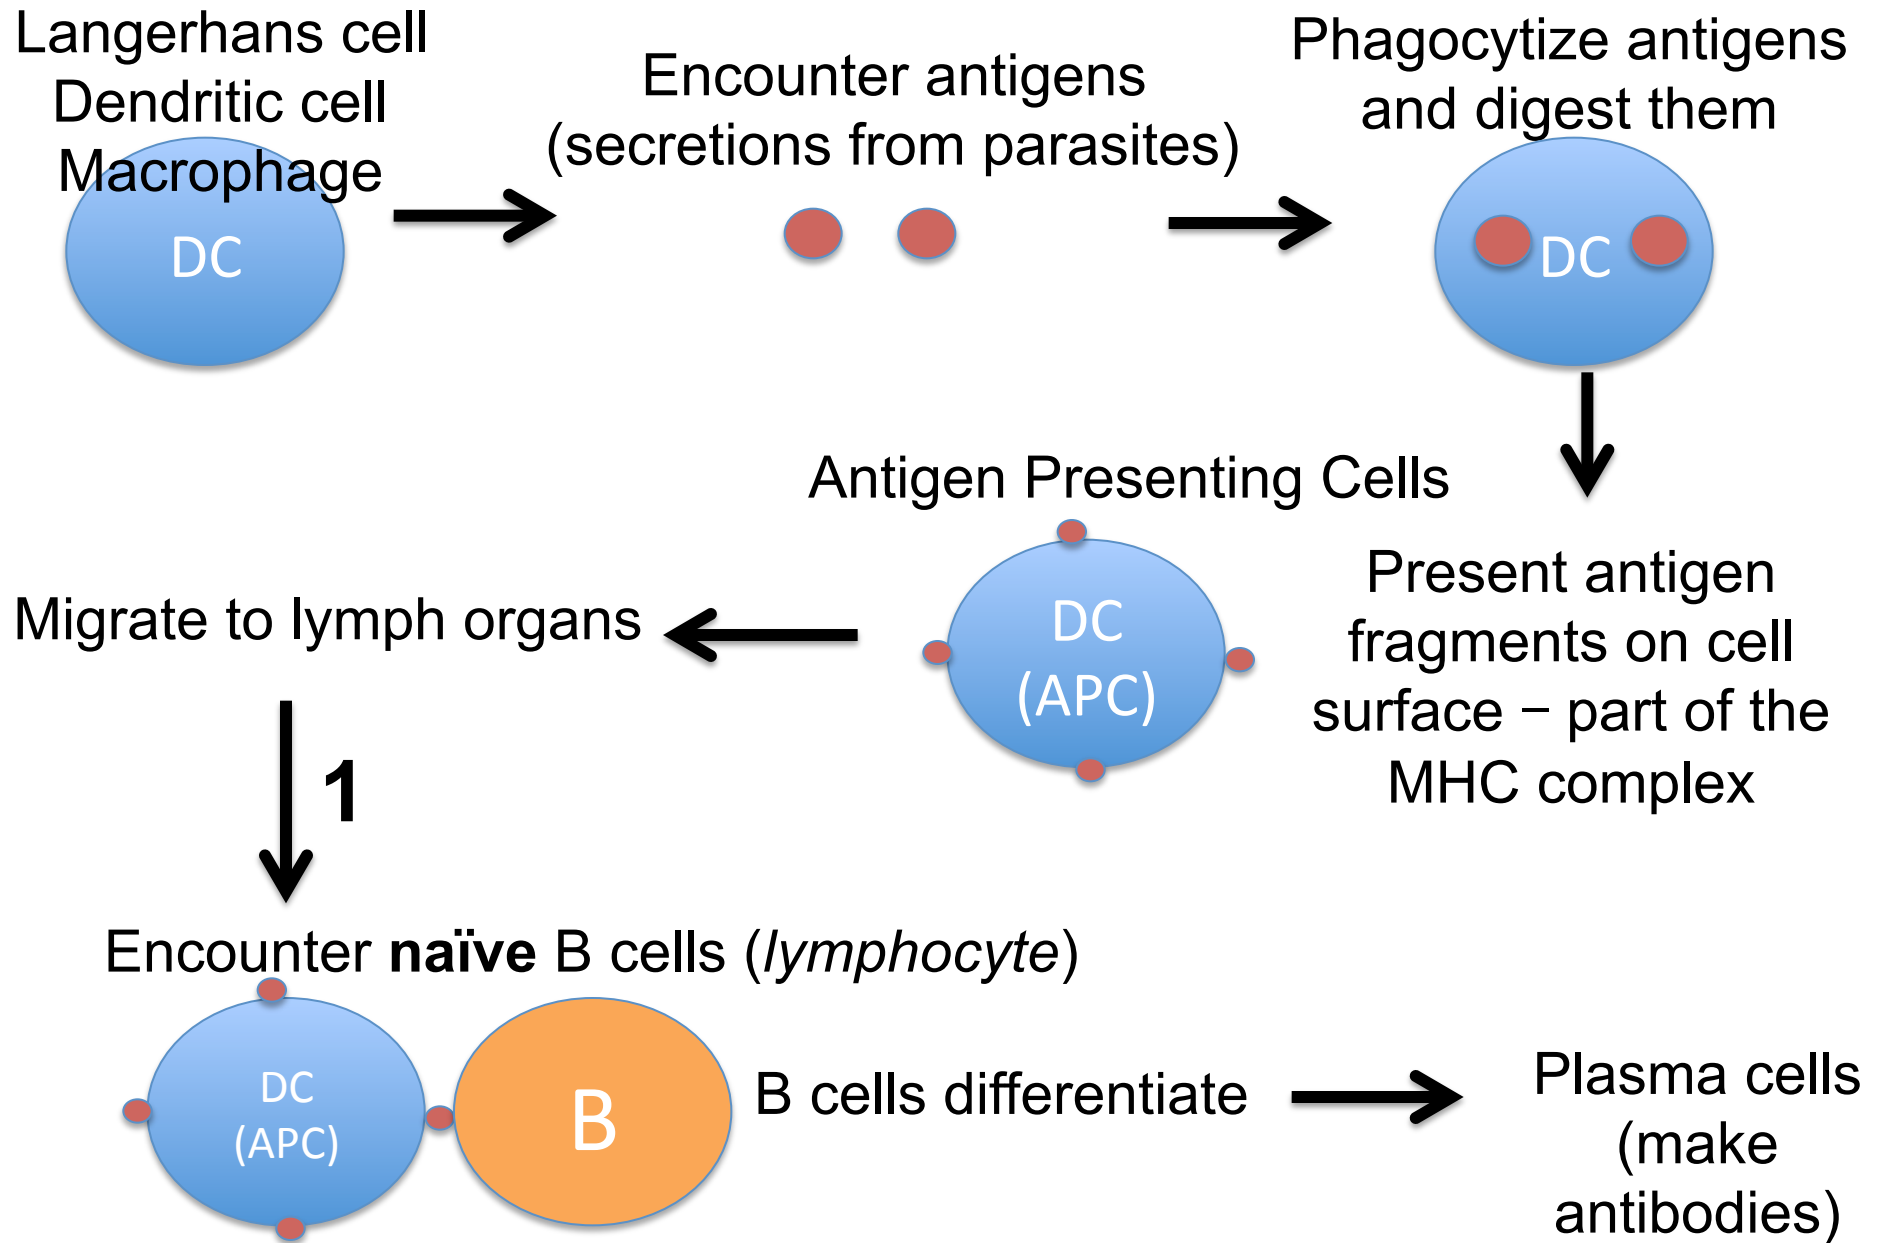 Langerhans cell
Dendritic cell
Macrophage
DC
Encounter antigens
(secretions from parasites)
Phagocytize antigens
and digest them
DC
Present antigen
fragments on cell
surface – part of the
MHC complex
Antigen Presenting Cells
DC
(APC)
Migrate to lymph organs
1
Encounter naïve B cells (lymphocyte)
DC
(APC)
B
B cells differentiate
Plasma cells
(make
antibodies)